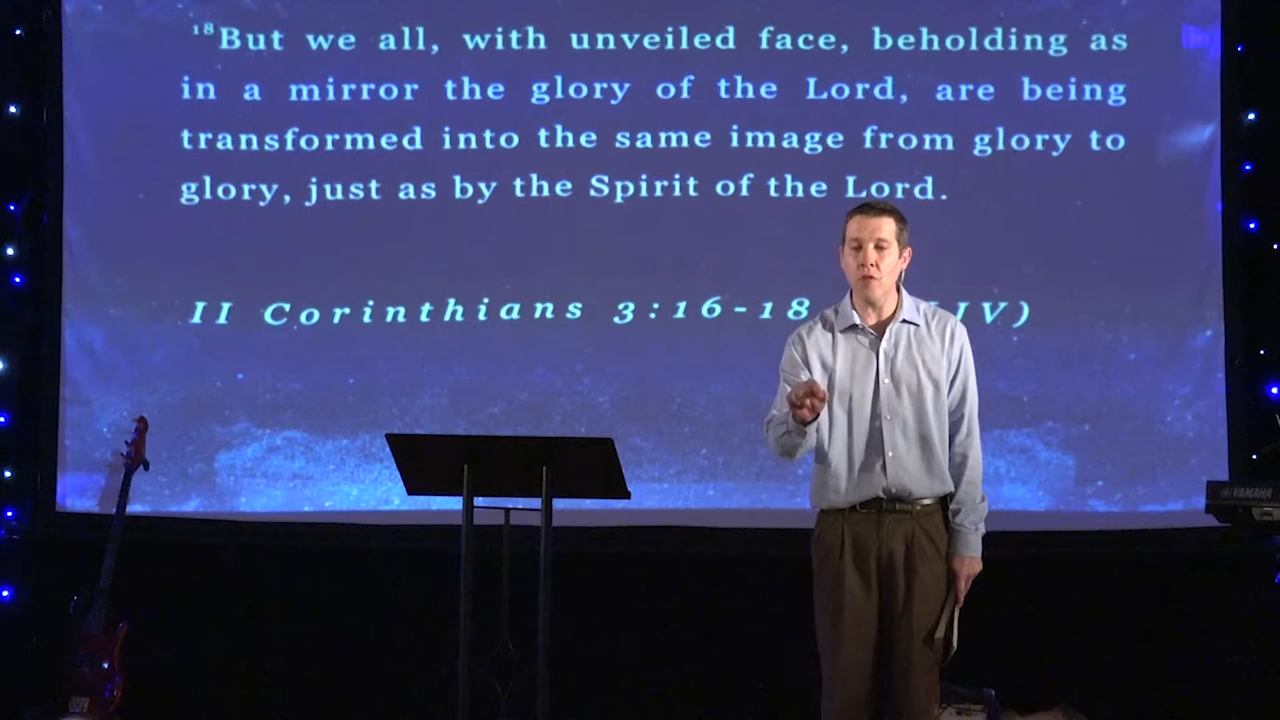 ¹⁸But we all, with unveiled face, beholding as
in a mirror the glory of the Lord, are being
transformed into the same image from glory to
glory, just as by the Spirit of the Lord.
II Corinthians 3:16-18 JV)
YAMAHA